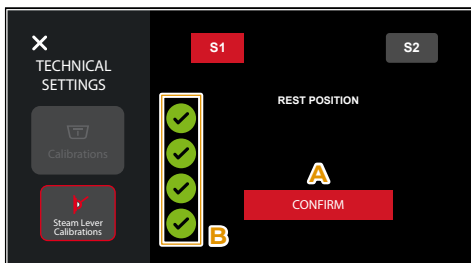 TECHNICAL
SETTINGS
Calibrations
Steam Lever
Calibrations
S1
S2
REST POSITION
A
CONFIRM
B